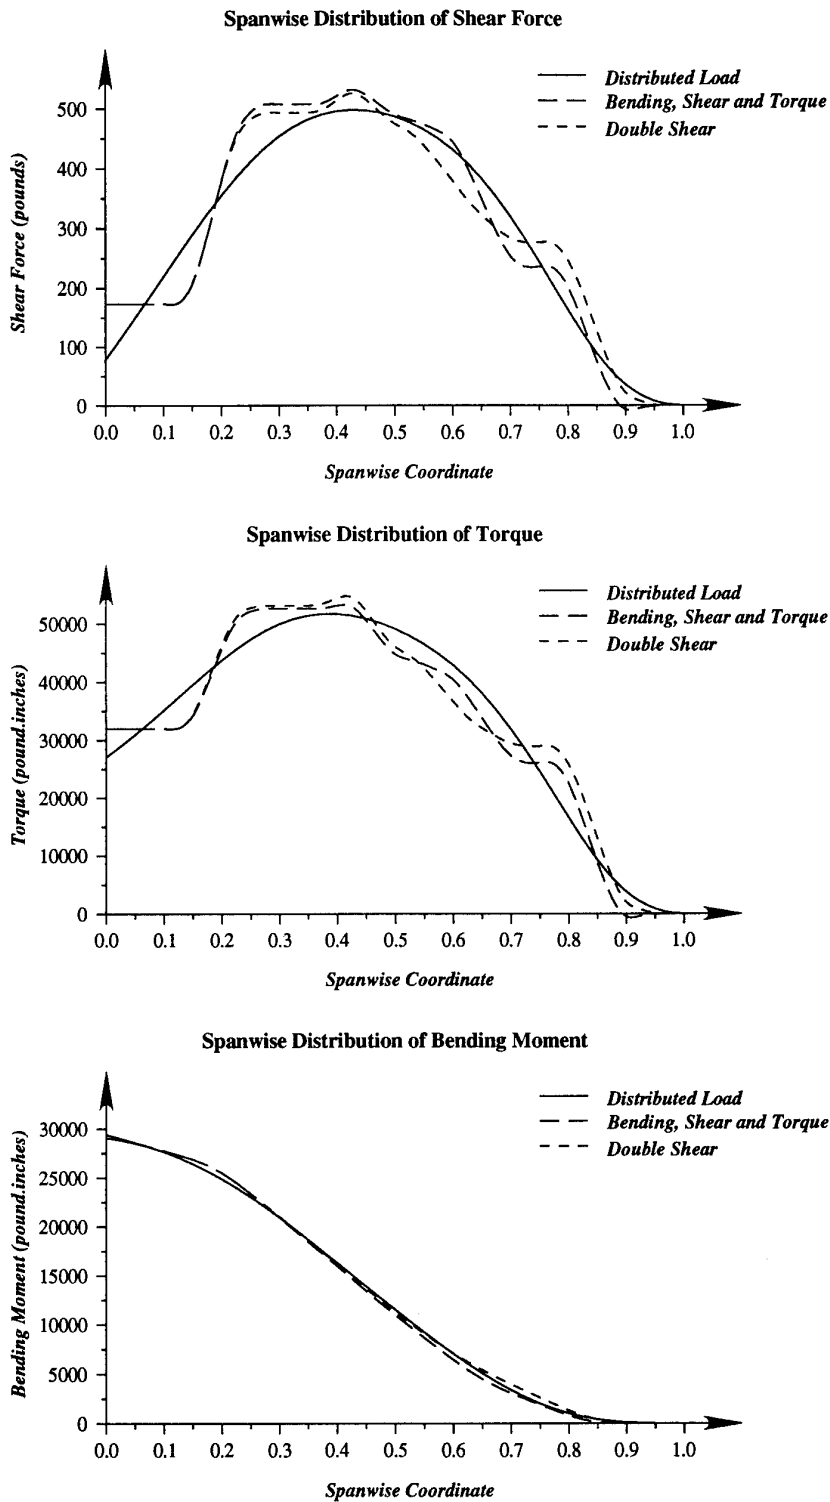 Spanwise Distribution of Shear Force
Distributed Load
Bending, Shear and Torque
Double Shear
Shear Force (pounds)
500
400
300
200
100
0
0.0 0.1 0.2 0.3 0.4 0.5 0.6 0.7 0.8 0.9 1.0
Spanwise Coordinate
Spanwise Distribution of Torque
Distributed Load
Bending, Shear and Torque
Double Shear
Torque (pound.inches)
50000
40000
30000
20000
10000
0
0.0 0.1 0.2 0.3 0.4 0.5 0.6 0.7 0.8 0.9 1.0
Spanwise Coordinate
Spanwise Distribution of Bending Moment
Distributed Load
Bending, Shear and Torque
Double Shear
Bending Moment (pound.inches)
30000
25000
20000
15000
10000
5000
0
0.0 0.1 0.2 0.3 0.4 0.5 0.6 0.7 0.8 0.9 1.0
Spanwise Coordinate